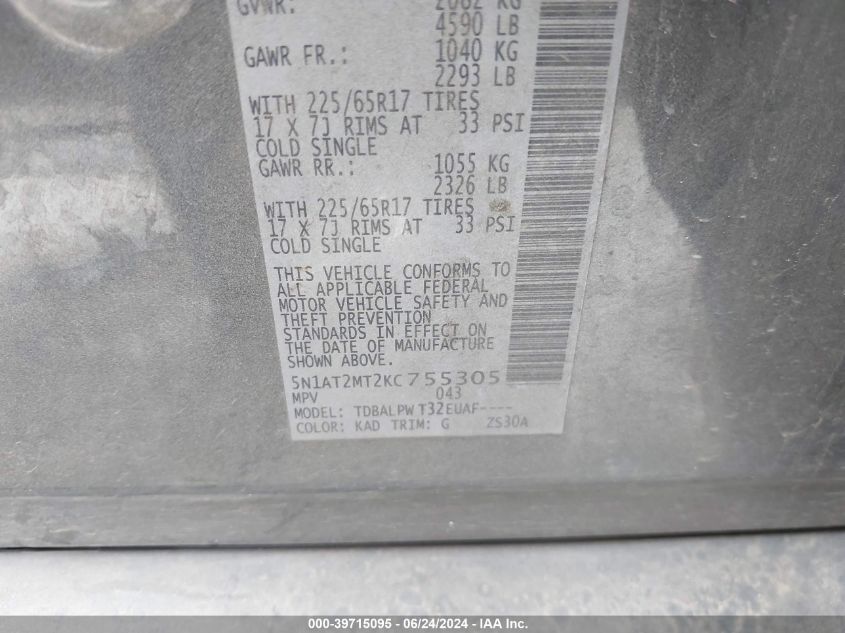 GVWR: 2082 KG
4590 LB
GAWR FR.: 1040 KG
2293 LB
WITH 225/65R17 TIRES
17 X 7J RIMS AT 33 PSI
COLD SINGLE
GAWR RR.: 1055 KG
2326 LB
WITH 225/65R17 TIRES
17 X 7J RIMS AT 33 PSI
COLD SINGLE
THIS VEHICLE CONFORMS TO
ALL APPLICABLE FEDERAL
MOTOR VEHICLE SAFETY AND
THEFT PREVENTION
STANDARDS IN EFFECT ON
THE DATE OF MANUFACTURE
SHOWN ABOVE.
5N1AT2MT2KC755305
MPV 043
MODEL: TDBALPW T32EUAF----
COLOR: KAD TRIM: G ZS30A
000-39715095 - 06/24/2024 - IAA Inc.